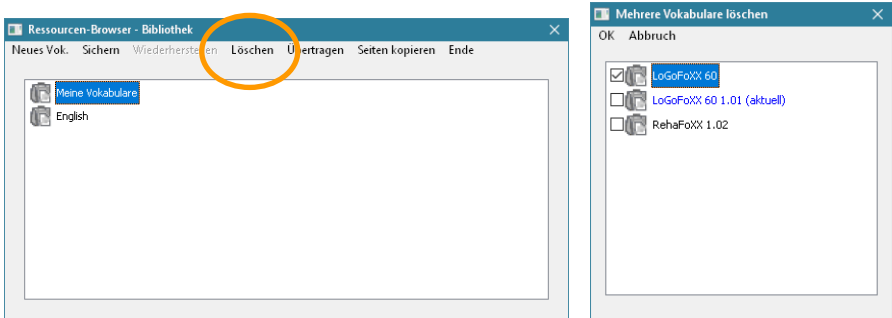 Ressourcen-Browser - Bibliothek
Neues Vok. Sichern Wiederherstellen Löschen Übertragen Seiten kopieren Ende
Meine Vokabulare
English
Mehrere Vokabulare löschen
OK Abbruch
LoGoFoXX 60
LoGoFoXX 60 1.01 (aktuell)
RehaFoXX 1.02